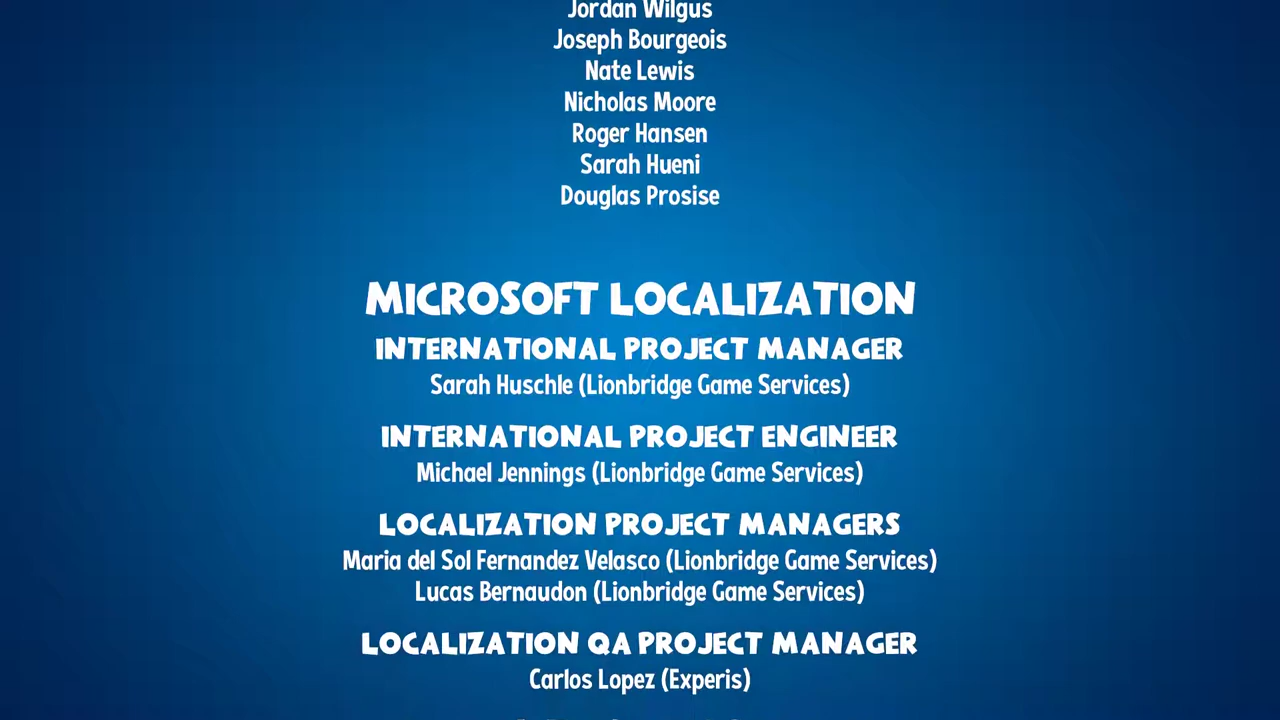 Jordan Wilgus
Joseph Bourgeois
Nate Lewis
Nicholas Moore
Roger Hansen
Sarah Hueni
Douglas Prosise
MICROSOFT LOCALIZATION
INTERNATIONAL PROJECT MANAGER
Sarah Huschle (Lionbridge Game Services)
INTERNATIONAL PROJECT ENGINEER
Michael Jennings (Lionbridge Game Services)
LOCALIZATION PROJECT MANAGERS
Maria del Sol Fernandez Velasco (Lionbridge Game Services)
Lucas Bernaudon (Lionbridge Game Services)
LOCALIZATION QA PROJECT MANAGER
Carlos Lopez (Experis)